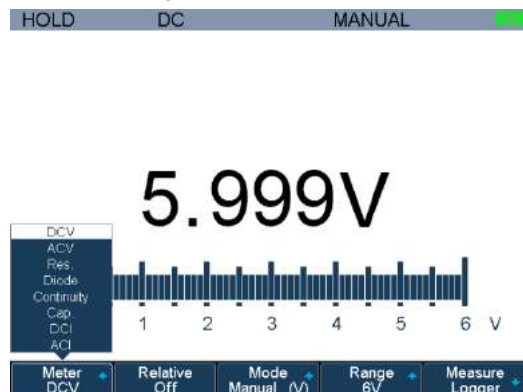 HOLD DC MANUAL
5.999V
DCV
ACV
Res.
Diode
Continuity
Cap.
DCI
ACI
1 2 3 4 5 6 V
Meter Relative Mode Range Measure
DCV Off Manual (V) 6V Logger